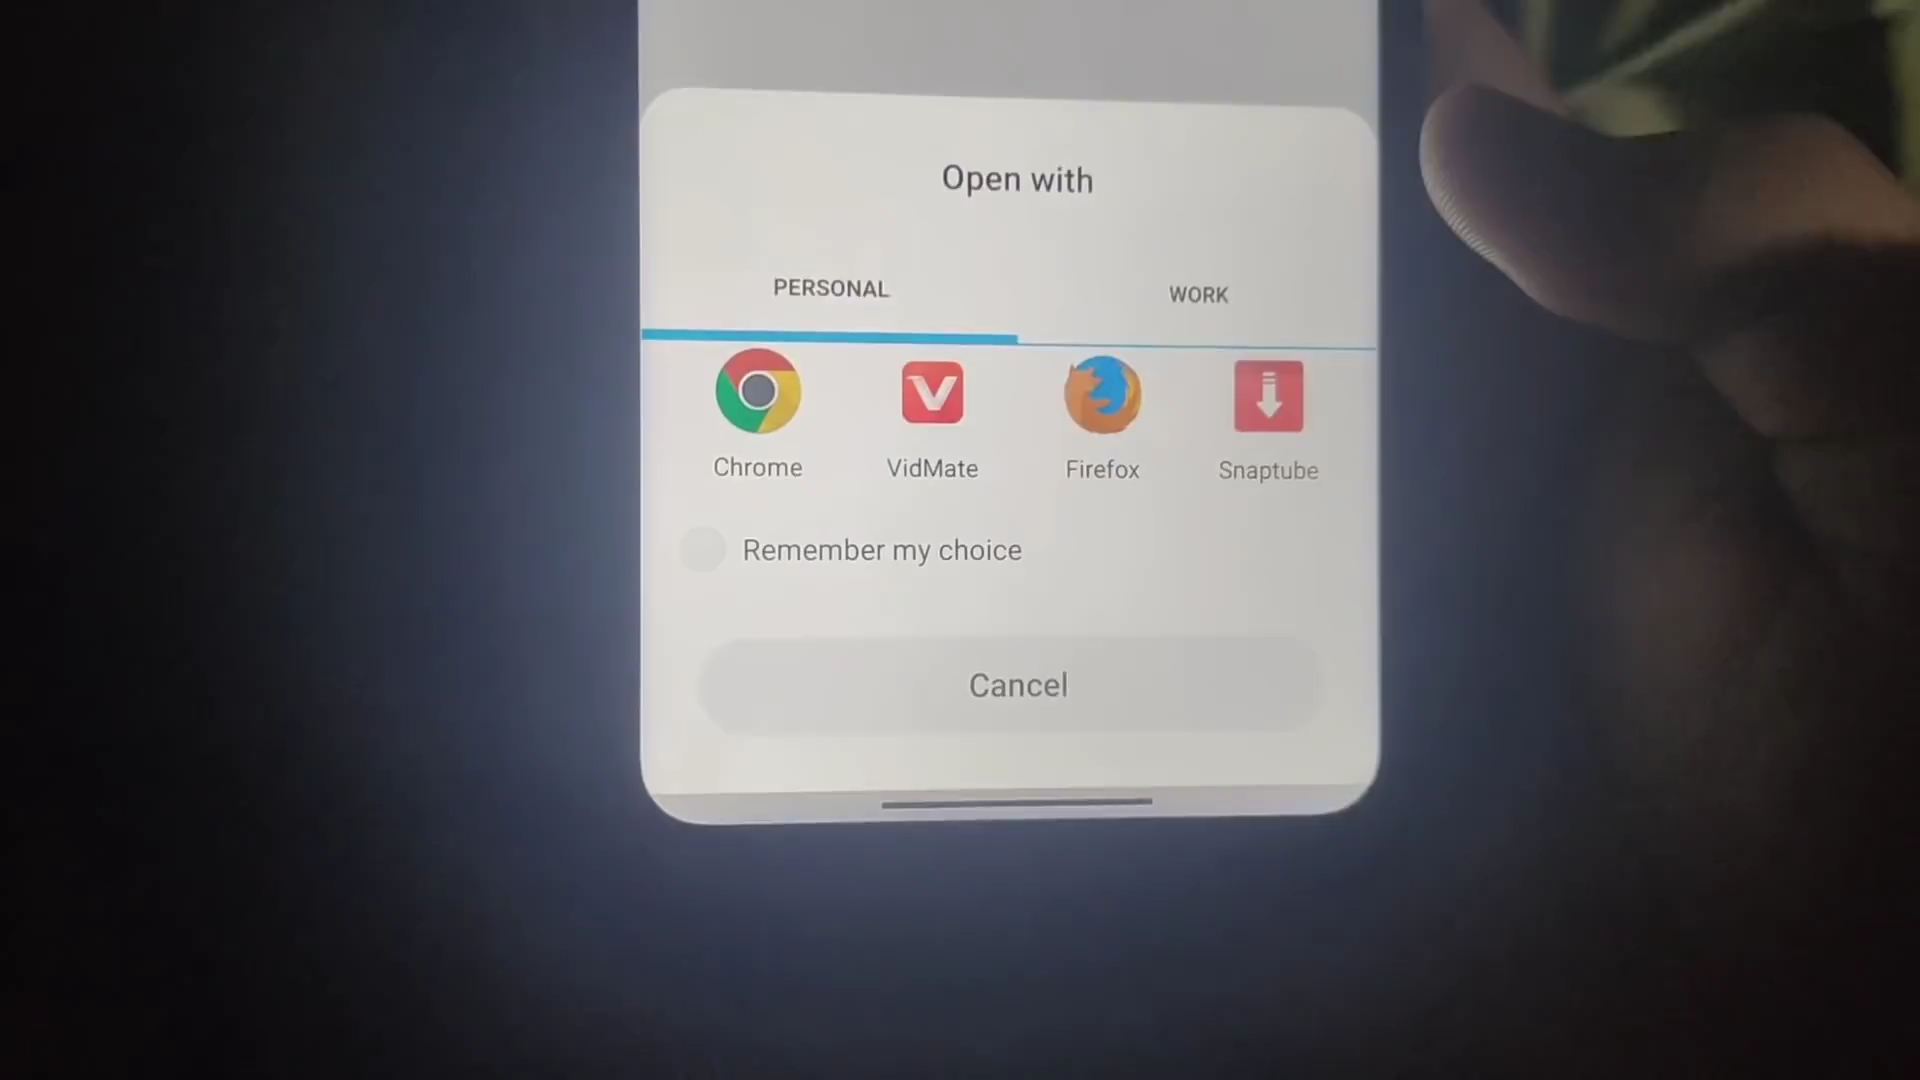 Open with
PERSONAL WORK
Chrome VidMate Firefox Snaptube
Remember my choice
Cancel